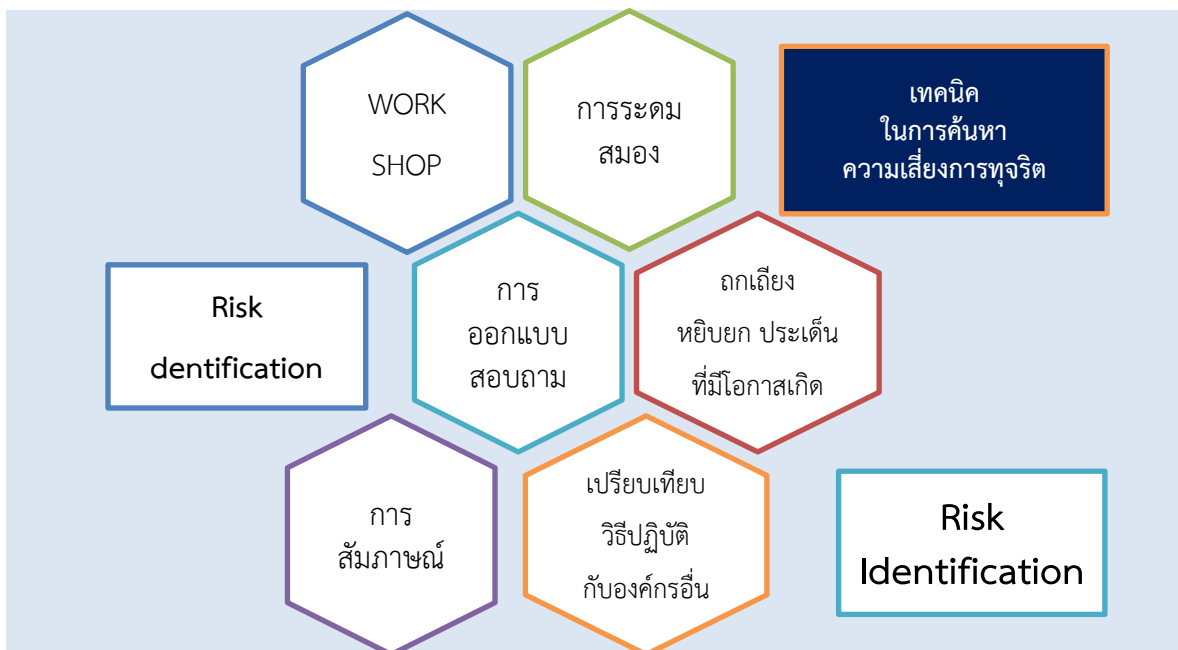 WORK
SHOP
การระดม
สมอง
เทคนิค
ในการค้นหา
ความเสี่ยงการทุจริต
Risk
dentification
การ
ออกแบบ
สอบถาม
ถกเถียง
หยิบยก ประเด็น
ที่มีโอกาสเกิด
การ
สัมภาษณ์
เปรียบเทียบ
วิธีปฏิบัติ
กับองค์กรอื่น
Risk
Identification